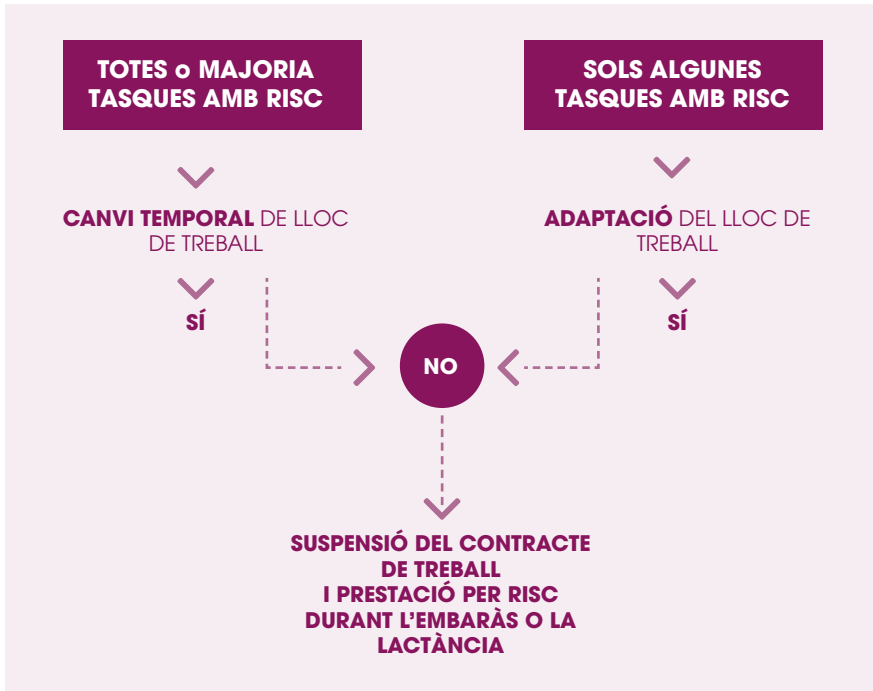 TOTES o MAJORIA
TASQUES AMB RISC
SOLS ALGUNES
TASQUES AMB RISC
CANVI TEMPORAL DE LLOC
DE TREBALL
ADAPTACIÓ DEL LLOC DE
TREBALL
SÍ
SÍ
NO
SUSPENSIÓ DEL CONTRACTE
DE TREBALL
I PRESTACIÓ PER RISC
DURANT L’EMBARÀS O LA
LACTÀNCIA